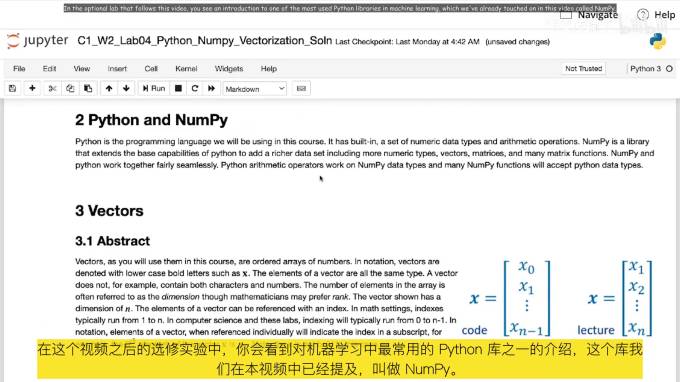 In the optional lab that follows this video, you see an introduction to one of the most used Python libraries in machine learning, which we've already touched on in this video called NumPy.
Navigate Help
jupyter C1_W2_Lab04_Python_Numpy_Vectorization_Soln Last Checkpoint: Last Monday at 4:42 AM (unsaved changes)
File Edit View Insert Cell Kernel Widgets Help Not Trusted Python 3
Run Markdown
2 Python and NumPy
Python is the programming language we will be using in this course. It has built-in, a set of numeric data types and arithmetic operations. NumPy is a library
that extends the base capabilities of python to add a richer data set including more numeric types, vectors, matrices, and many matrix functions. NumPy and
python work together fairly seamlessly. Python arithmetic operators work on NumPy data types and many NumPy functions will accept python data types.
3 Vectors
3.1 Abstract
Vectors, as you will use them in this course, are ordered arrays of numbers. In notation, vectors are
denoted with lower case bold letters such as x. The elements of a vector are all the same type. A vector
does not, for example, contain both characters and numbers. The number of elements in the array is
often referred to as the dimension though mathematicians may prefer rank. The vector shown has a
dimension of n. The elements of a vector can be referenced with an index. In math settings, indexes
typically run from 1 to n. In computer science and these labs, indexing will typically run from 0 to n-1. In
notation, elements of a vector, when referenced individually will indicate the index in a subscript, for
x = [x0 x1 ⋮ xn−1] x = [x1 x2 ⋮ xn]
code lecture
在这个视频之后的选修实验中，你会看到对机器学习中最常用的 Python 库之一的介绍，这个库我
们在本视频中已经提及，叫做 NumPy。